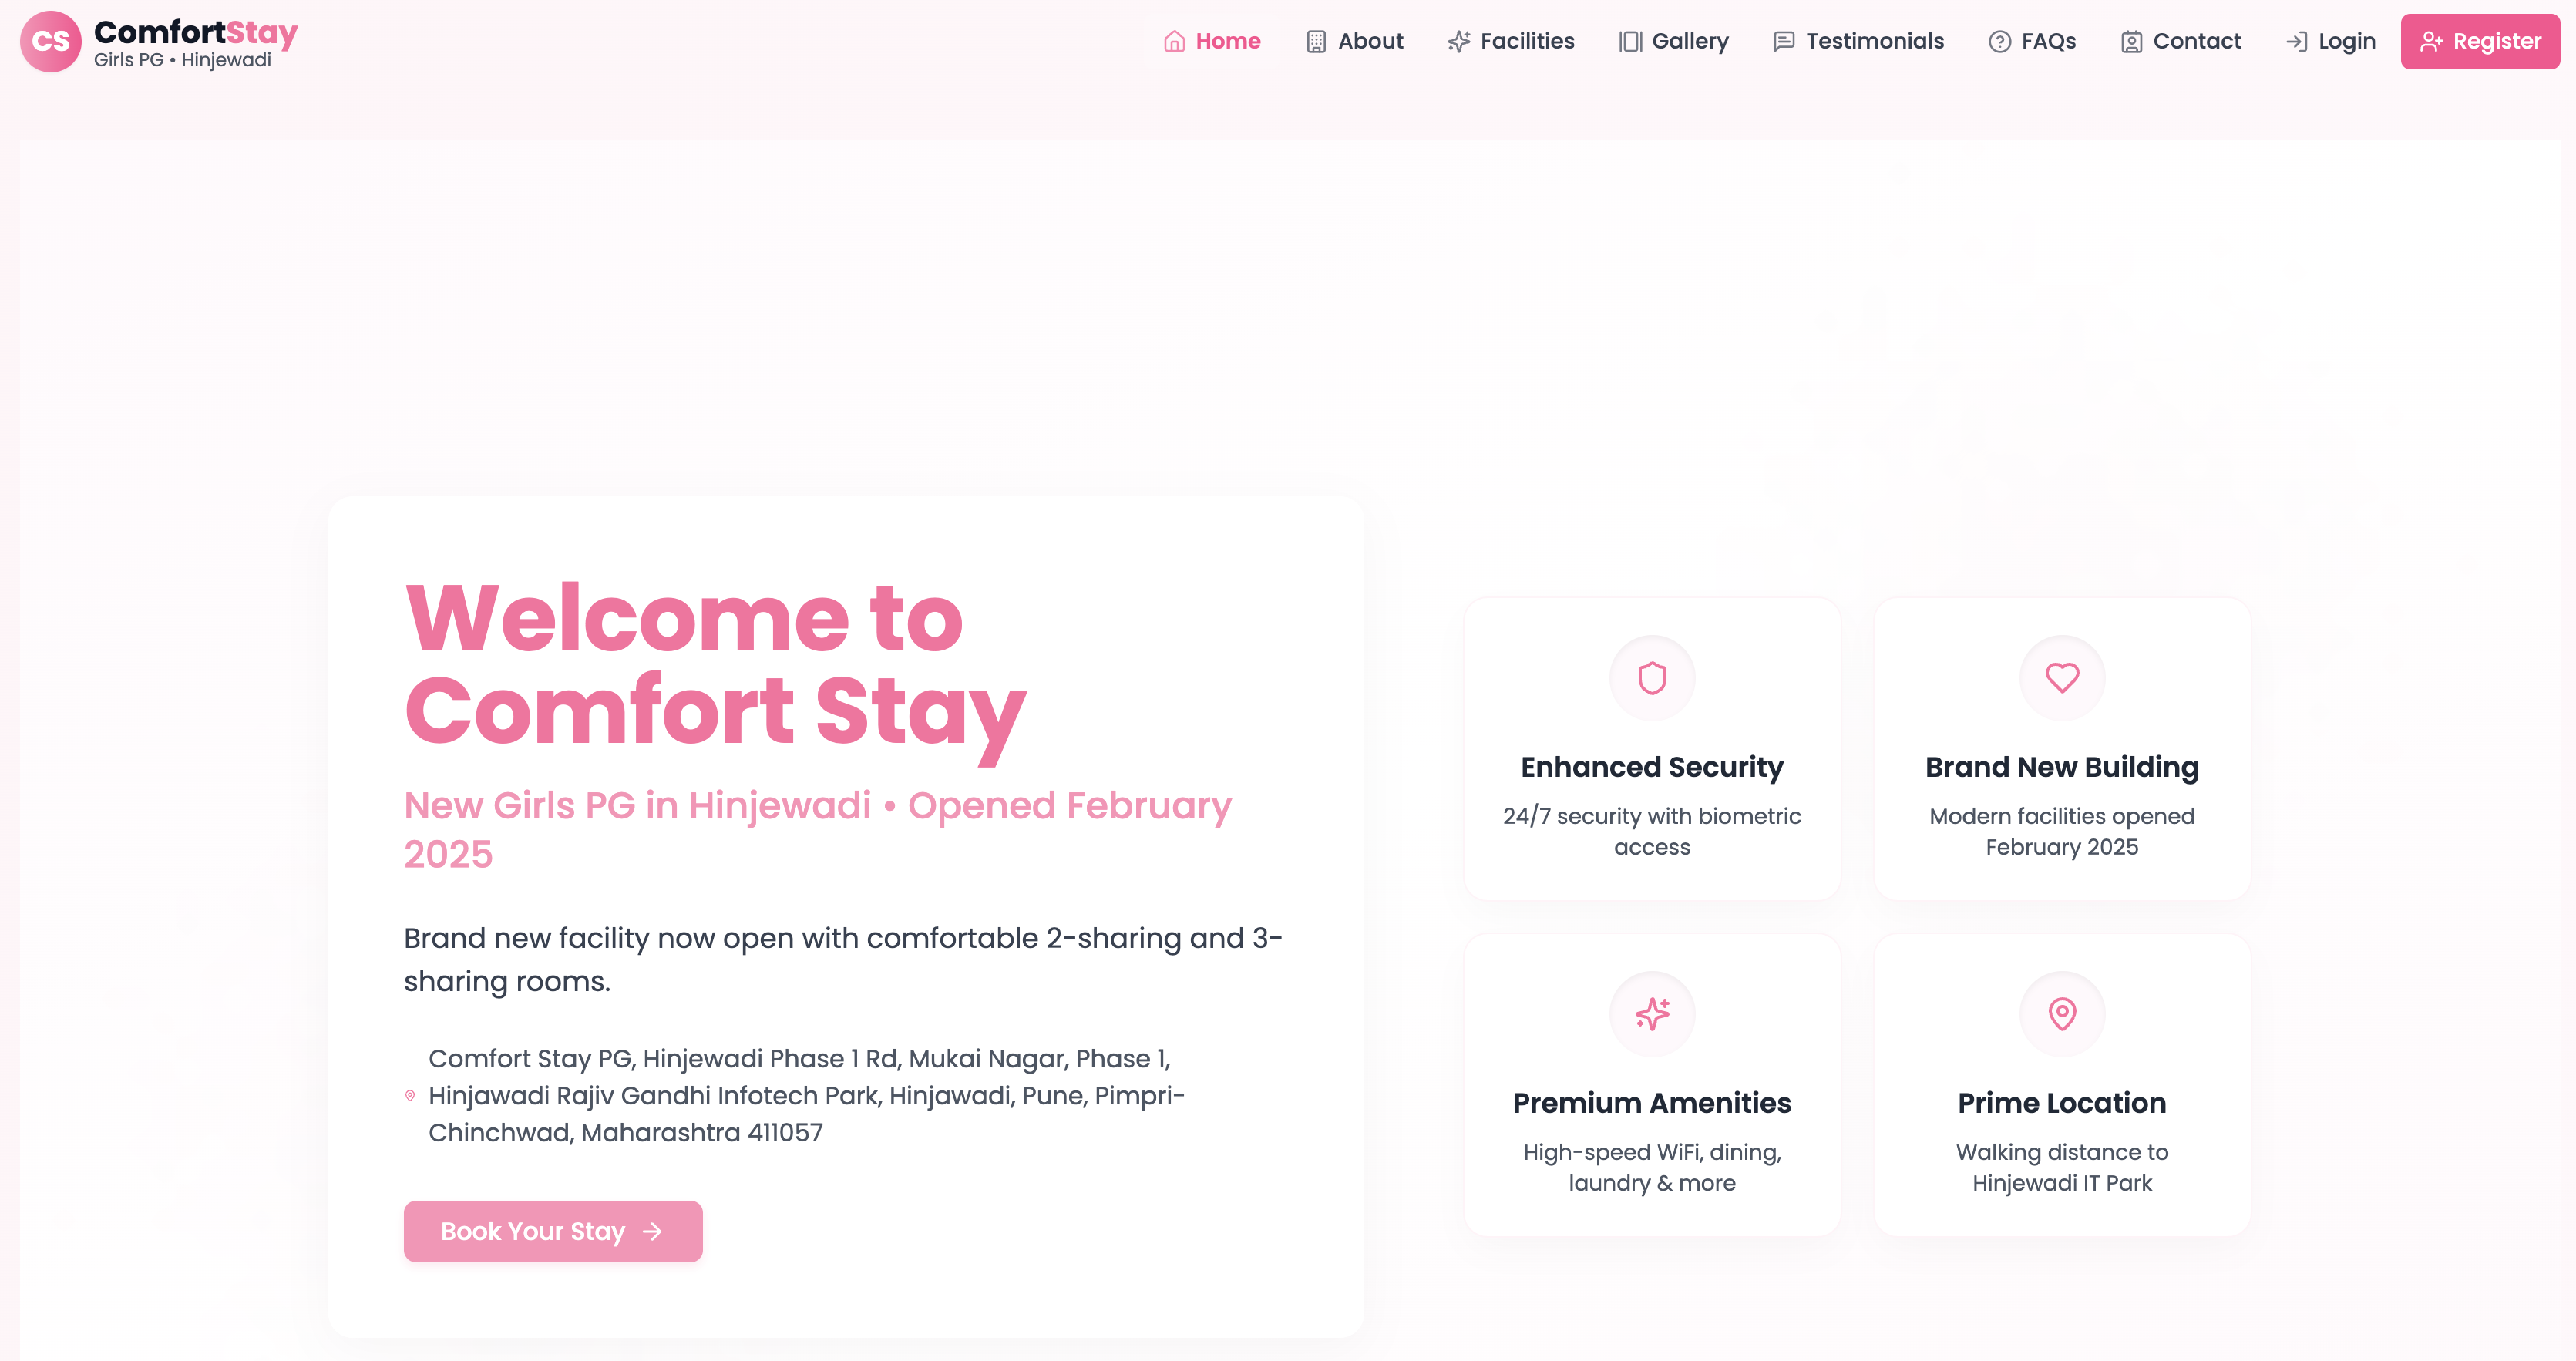 CS
ComfortStay
Girls PG • Hinjewadi
Home
About
Facilities
Gallery
Testimonials
FAQs
Contact
Login
Register
Welcome to
Comfort Stay
New Girls PG in Hinjewadi • Opened February
2025
Brand new facility now open with comfortable 2-sharing and 3-
sharing rooms.
Comfort Stay PG, Hinjewadi Phase 1 Rd, Mukai Nagar, Phase 1,
Hinjawadi Rajiv Gandhi Infotech Park, Hinjawadi, Pune, Pimpri-
Chinchwad, Maharashtra 411057
Book Your Stay →
Enhanced Security
24/7 security with biometric
access
Brand New Building
Modern facilities opened
February 2025
Premium Amenities
High-speed WiFi, dining,
laundry & more
Prime Location
Walking distance to
Hinjewadi IT Park